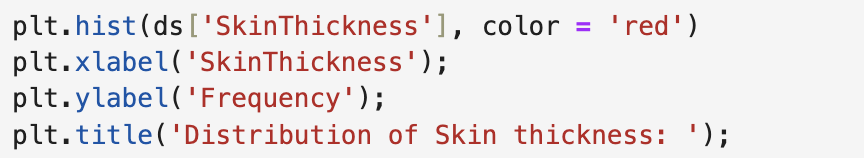 plt.hist(ds['SkinThickness'], color = 'red')
plt.xlabel('SkinThickness');
plt.ylabel('Frequency');
plt.title('Distribution of Skin thickness: ');